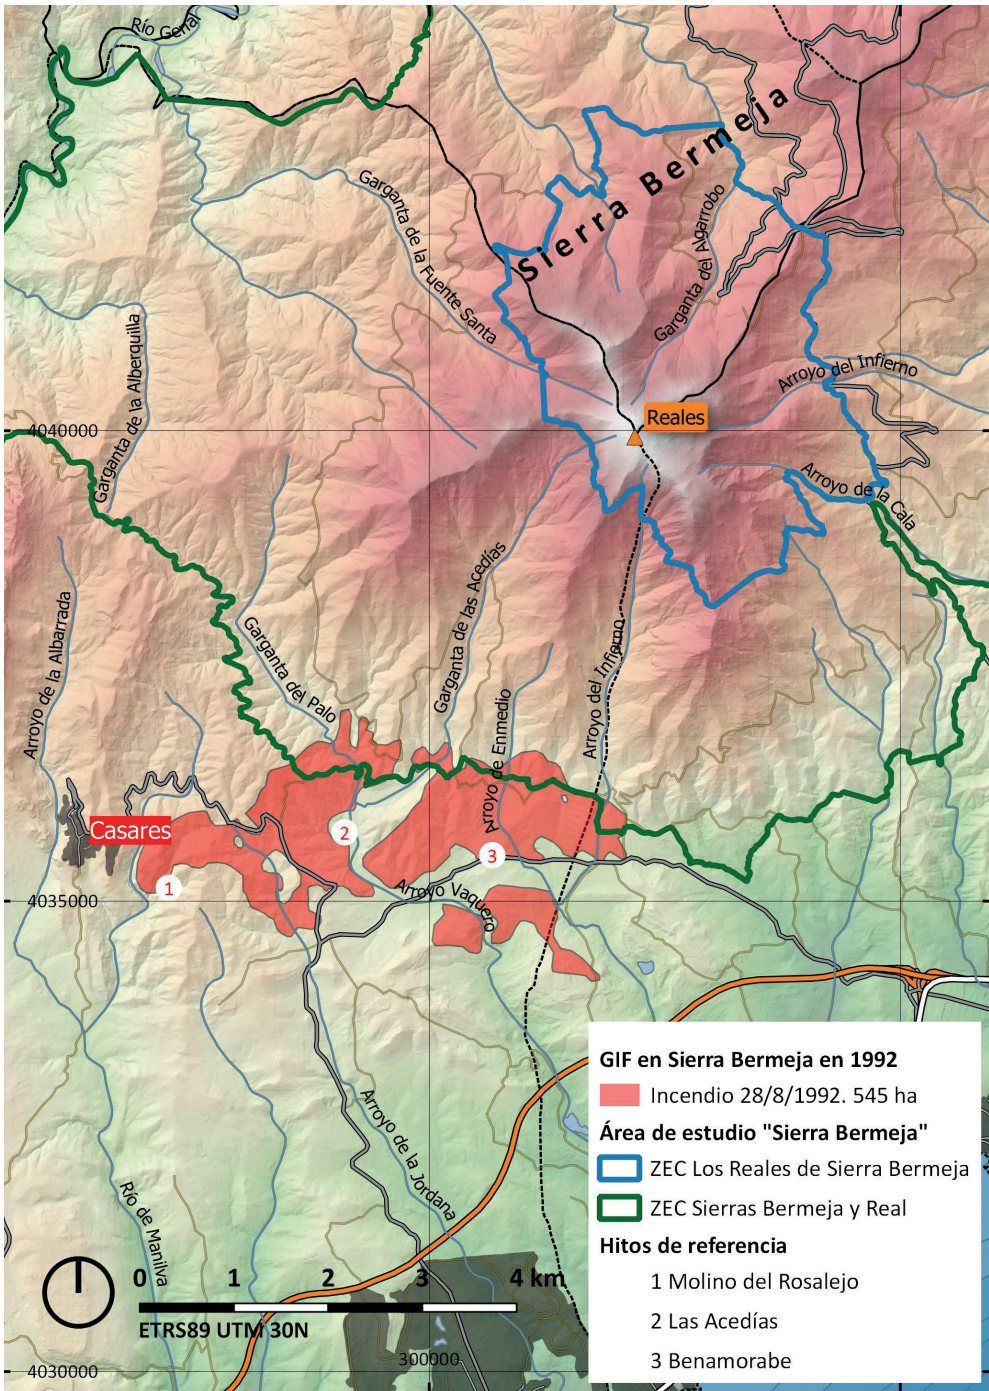 Río Genal
Sierra Bermeja
Garganta de la Fuente Santa
Garganta del Algarrobo
Garganta de la Alberquilla
Arroyo del Infierno
Reales
4040000
Arroyo de la Cala
Garganta de las Acedías
Arroyo de la Albarrada
Garganta del Palo
Arroyo del Infierno
Arroyo de Enmedio
Casares
1
2
3
Arroyo Vaquero
4035000
Arroyo de la Jordana
Río de Manilva
GIF en Sierra Bermeja en 1992
Incendio 28/8/1992. 545 ha
Área de estudio "Sierra Bermeja"
ZEC Los Reales de Sierra Bermeja
ZEC Sierras Bermeja y Real
Hitos de referencia
1 Molino del Rosalejo
2 Las Acedías
3 Benamorabe
0 1 2 3 4 km
ETRS89 UTM 30N
300000
4030000